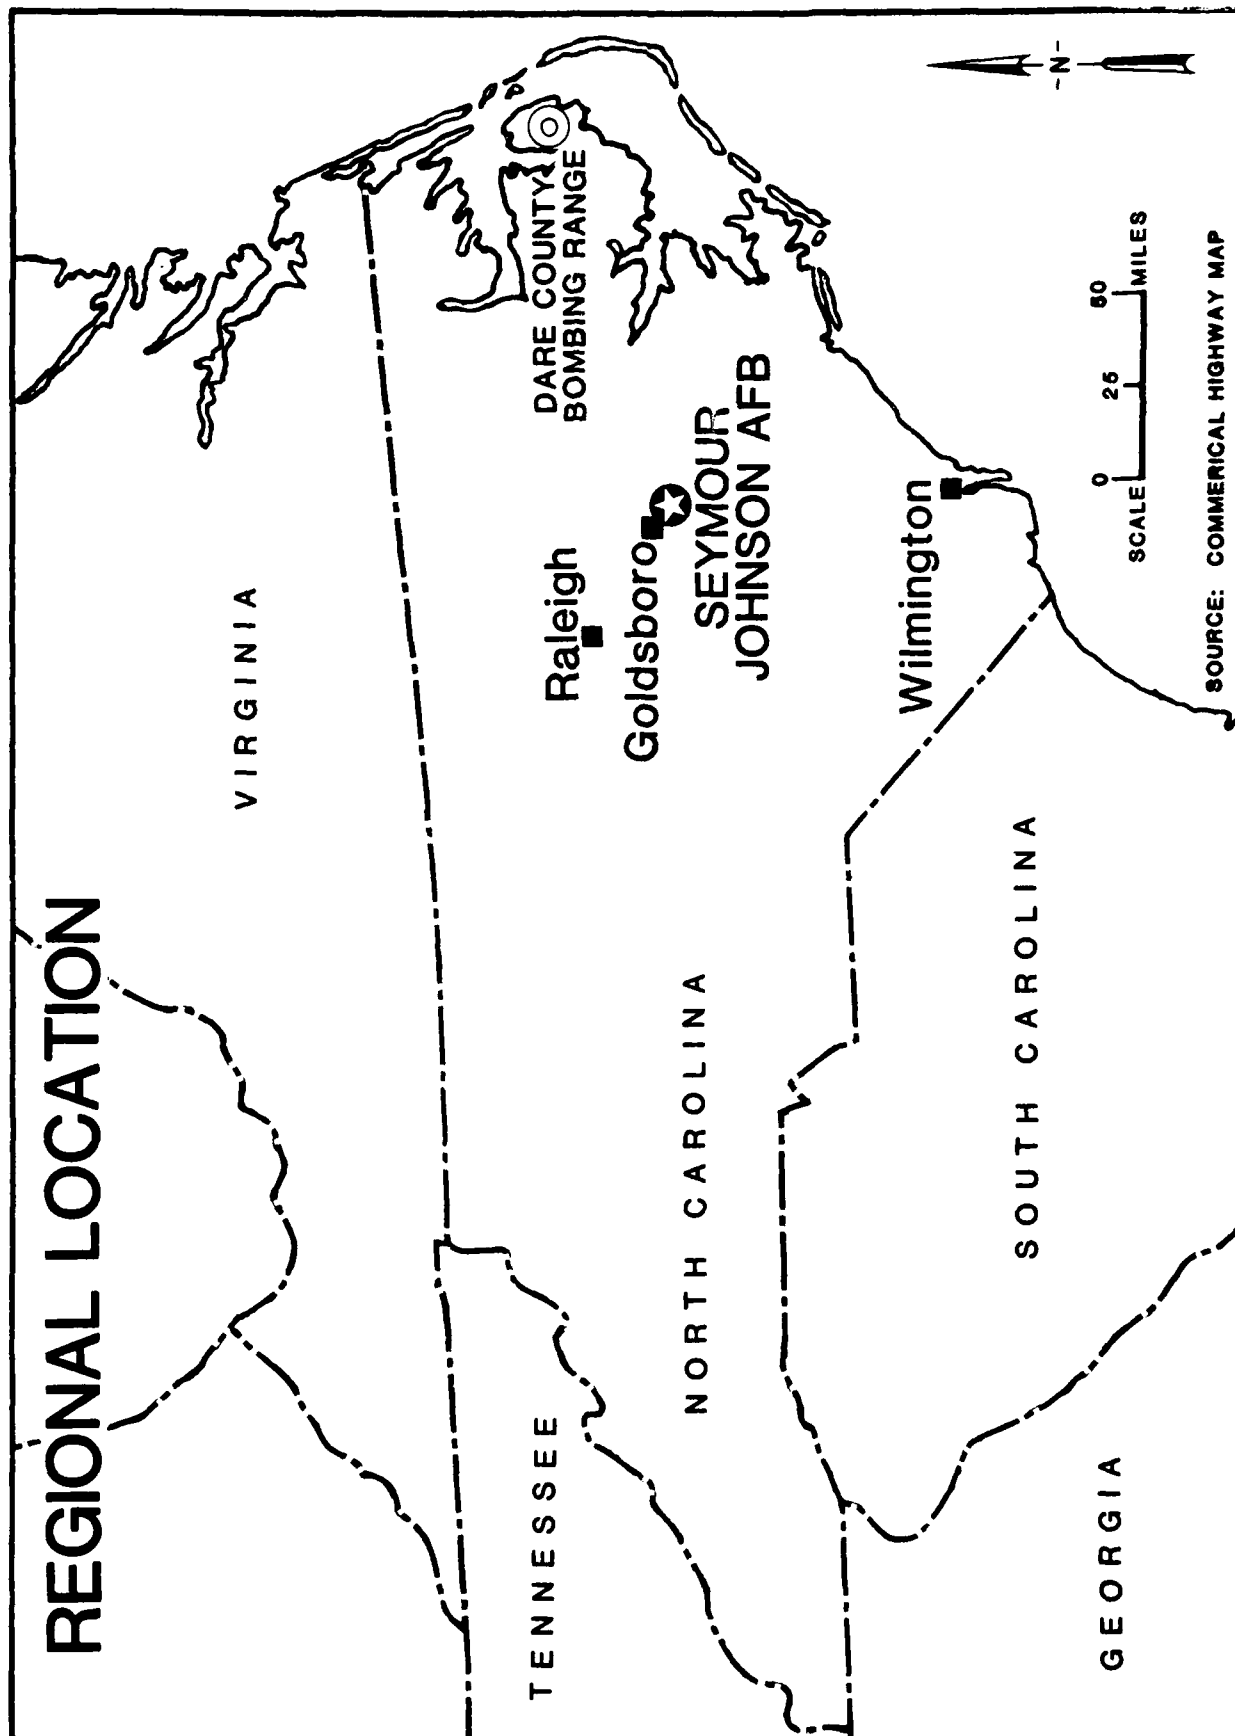 REGIONAL LOCATION
VIRGINIA
DARE COUNTY
BOMBING RANGE
Raleigh
Goldsboro
SEYMOUR
JOHNSON AFB
TENNESSEE
NORTH CAROLINA
Wilmington
SOUTH CAROLINA
GEORGIA
-N-
0 25 50
SCALE MILES
SOURCE: COMMERICAL HIGHWAY MAP